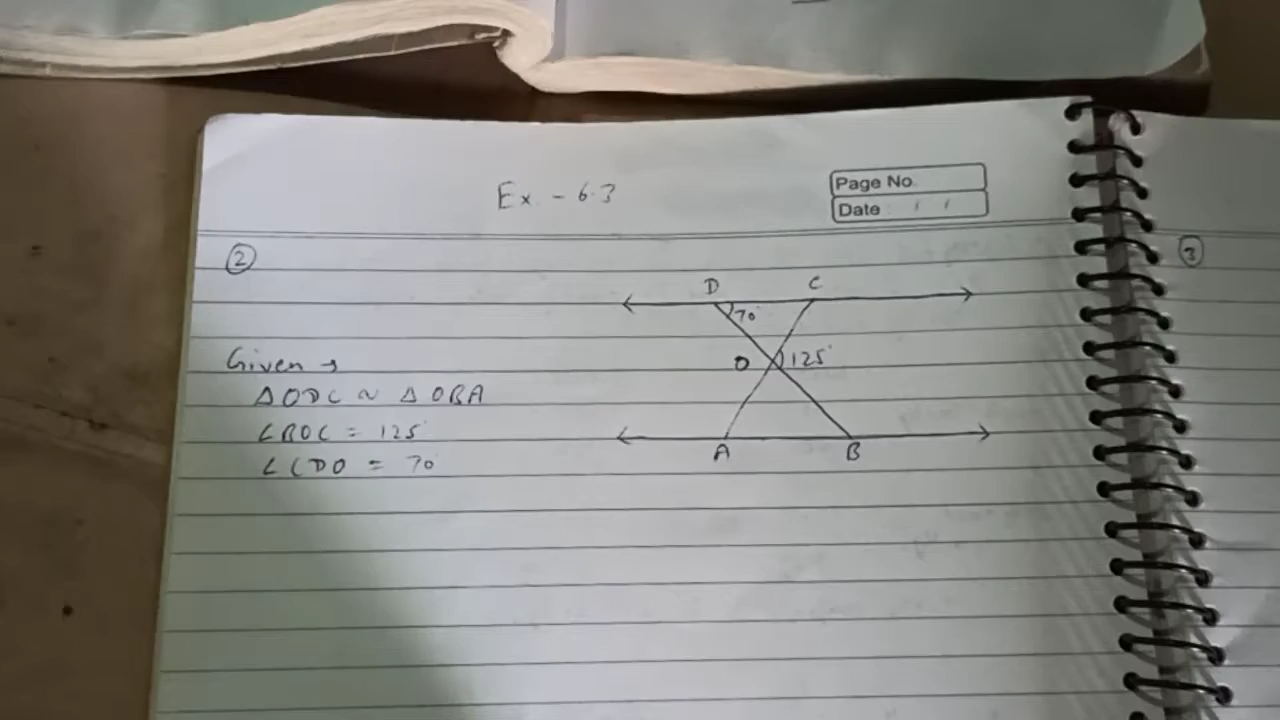 Ex. - 6.3
Page No.
Date
②
③
D C
70°
O 125°
A B
Given →
△ODC ~ △OBA
∠BOC = 125°
∠CDO = 70°